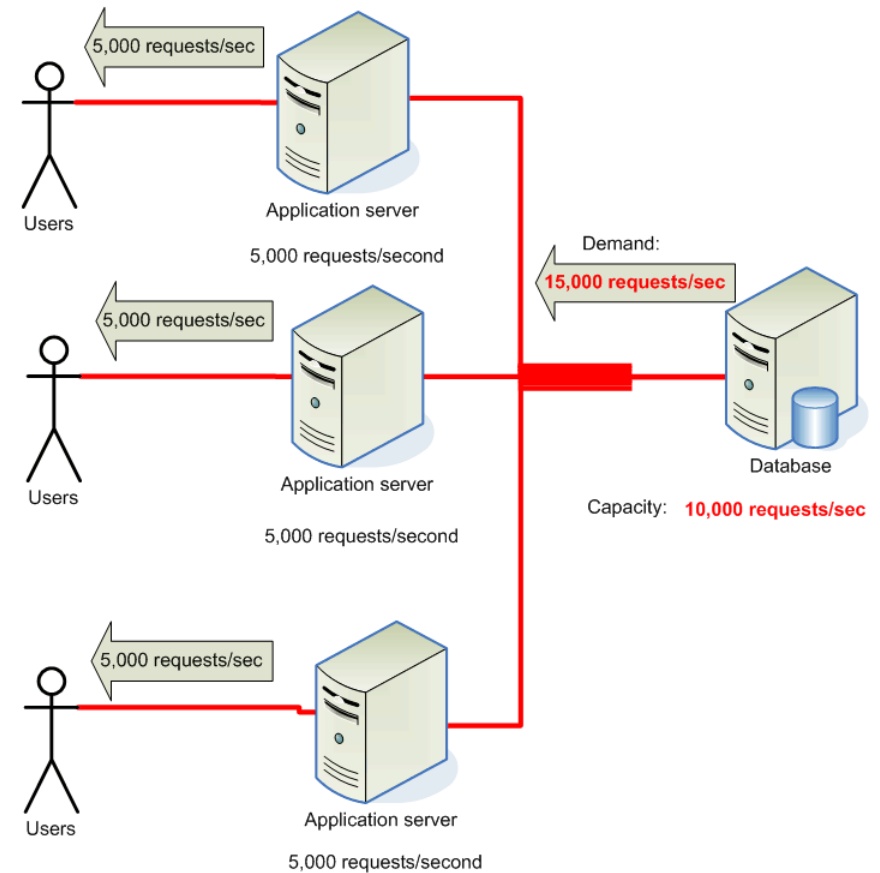 5,000 requests/sec
Users
Application server
5,000 requests/second
Demand:
15,000 requests/sec
5,000 requests/sec
Users
Application server
5,000 requests/second
Database
Capacity: 10,000 requests/sec
5,000 requests/sec
Users
Application server
5,000 requests/second